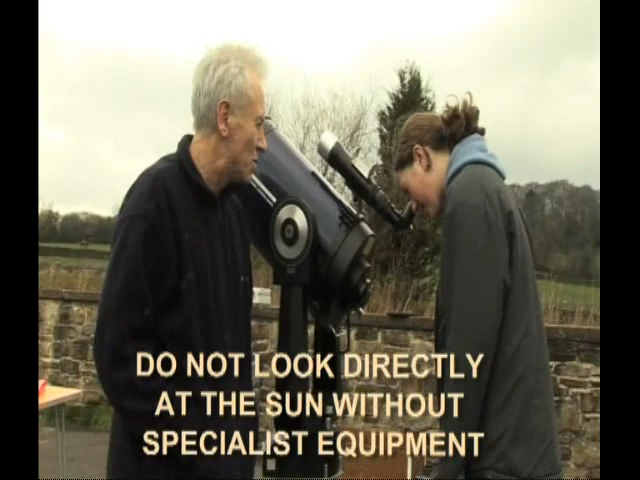 DO NOT LOOK DIRECTLY
AT THE SUN WITHOUT
SPECIALIST EQUIPMENT